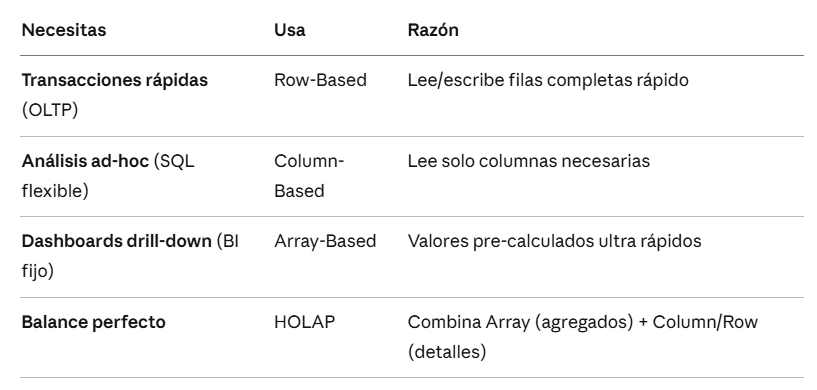 Necesitas Usa Razón
Transacciones rápidas Row-Based Lee/escribe filas completas rápido
(OLTP)
Análisis ad-hoc (SQL Column- Lee solo columnas necesarias
flexible) Based
Dashboards drill-down (BI Array-Based Valores pre-calculados ultra rápidos
fijo)
Balance perfecto HOLAP Combina Array (agregados) + Column/Row
(detalles)